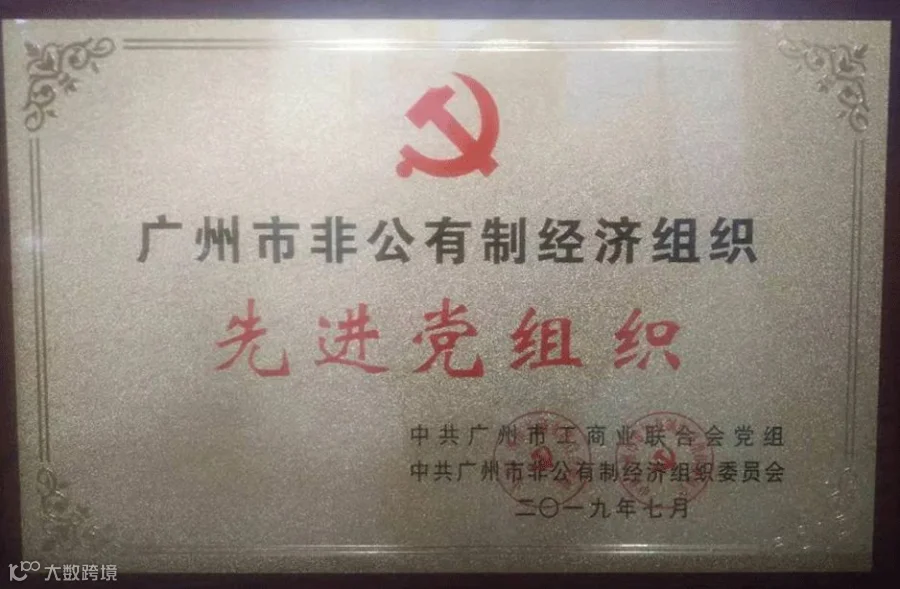 广州市非公有制经济组织
先进党组织
中共广州市工商业联合会党组
中共广州市非公有制经济组织委员会
二〇一九年七月
大数跨境